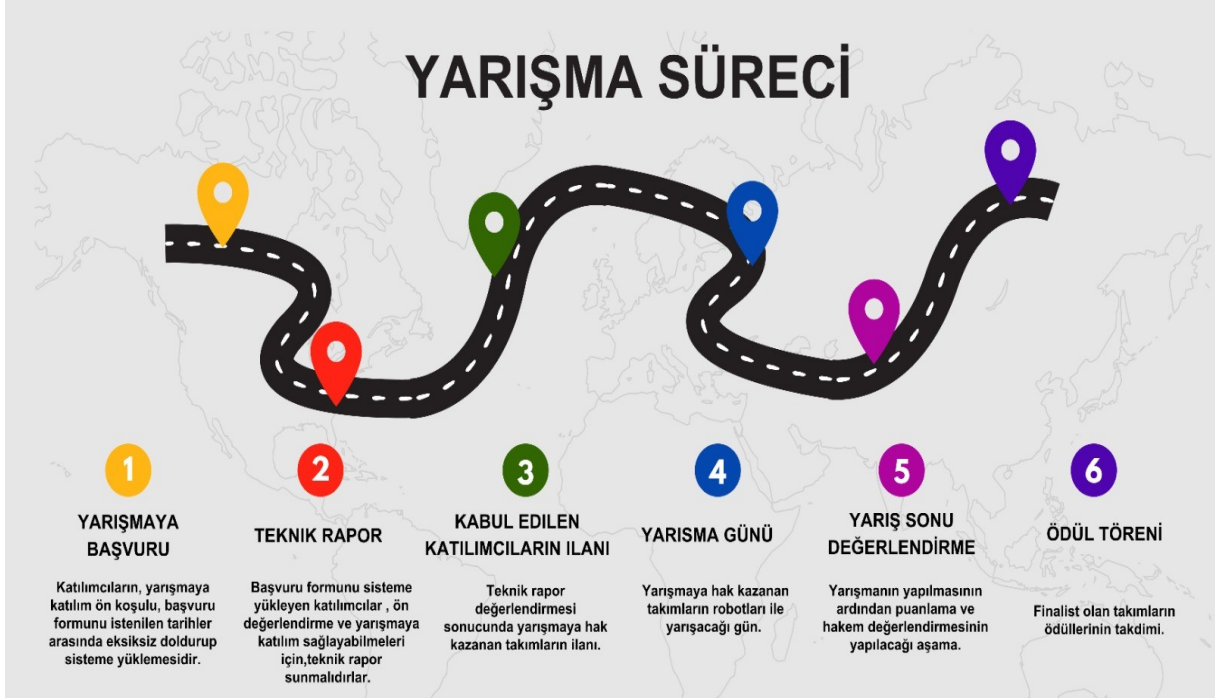 YARIŞMA SÜRECİ
1
YARIŞMAYA
BAŞVURU
Katılımcıların, yarışmaya
katılım ön koşulu, başvuru
formunu istenilen tarihler
arasında eksiksiz doldurup
sisteme yüklemesidir.
2
TEKNIK RAPOR
Başvuru formunu sisteme
yükleyen katılımcılar , ön
değerlendirme ve yarışmaya
katılım sağlayabilmeleri
için,teknik rapor
sunmalıdırlar.
3
KABUL EDILEN
KATILIMCILARIN ILANI
Teknik rapor
değerlendirmesi
sonucunda yarışmaya hak
kazanan takımların ilanı.
4
YARISMA GÜNÜ
Yarışmaya hak kazanan
takımların robotları ile
yarışacağı gün.
5
YARIŞ SONU
DEĞERLENDİRME
Yarışmanın yapılmasının
ardından puanlama ve
hakem değerlendirmesinin
yapılacağı aşama.
6
ÖDÜL TÖRENİ
Finalist olan takımların
ödüllerinin takdimi.